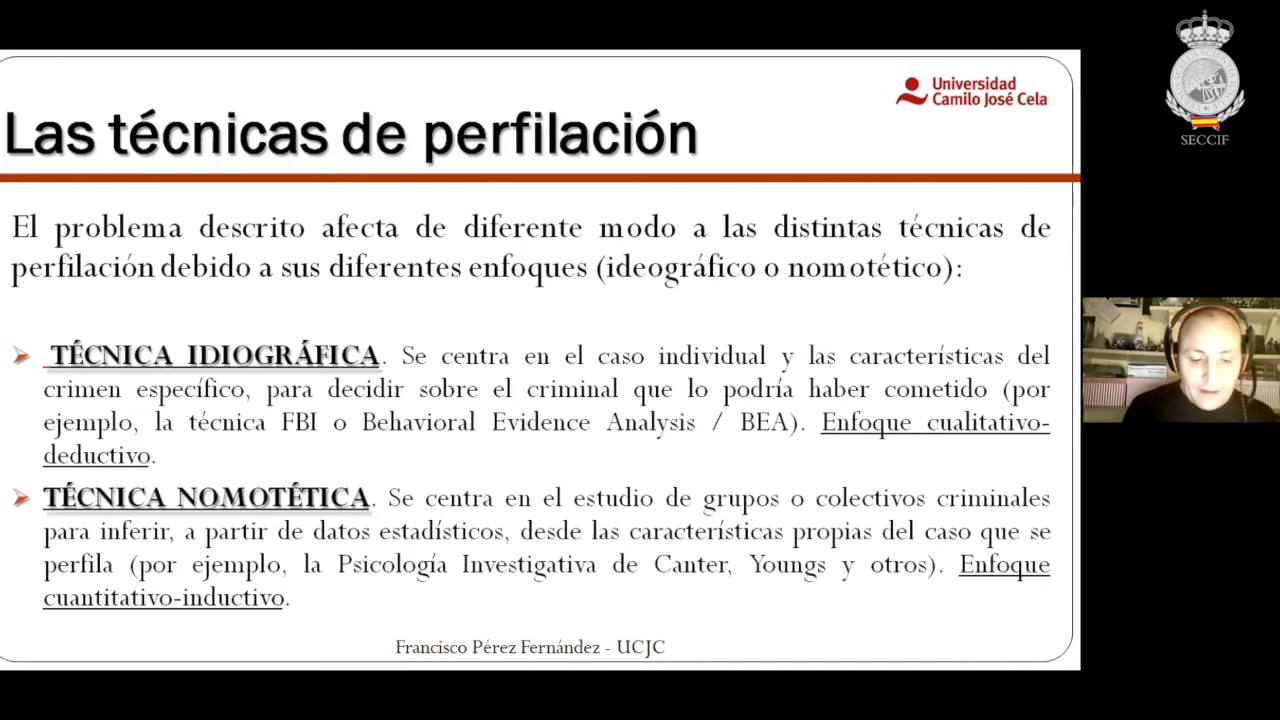 Universidad
Camilo José Cela
SECCIF
Las técnicas de perfilación
El problema descrito afecta de diferente modo a las distintas técnicas de
perfilación debido a sus diferentes enfoques (ideográfico o nomotético):
TÉCNICA IDIOGRÁFICA. Se centra en el caso individual y las características del
crimen específico, para decidir sobre el criminal que lo podría haber cometido (por
ejemplo, la técnica FBI o Behavioral Evidence Analysis / BEA). Enfoque cualitativo-
deductivo.
TÉCNICA NOMOTÉTICA. Se centra en el estudio de grupos o colectivos criminales
para inferir, a partir de datos estadísticos, desde las características propias del caso que se
perfila (por ejemplo, la Psicología Investigativa de Canter, Youngs y otros). Enfoque
cuantitativo-inductivo.
Francisco Pérez Fernández - UCJC